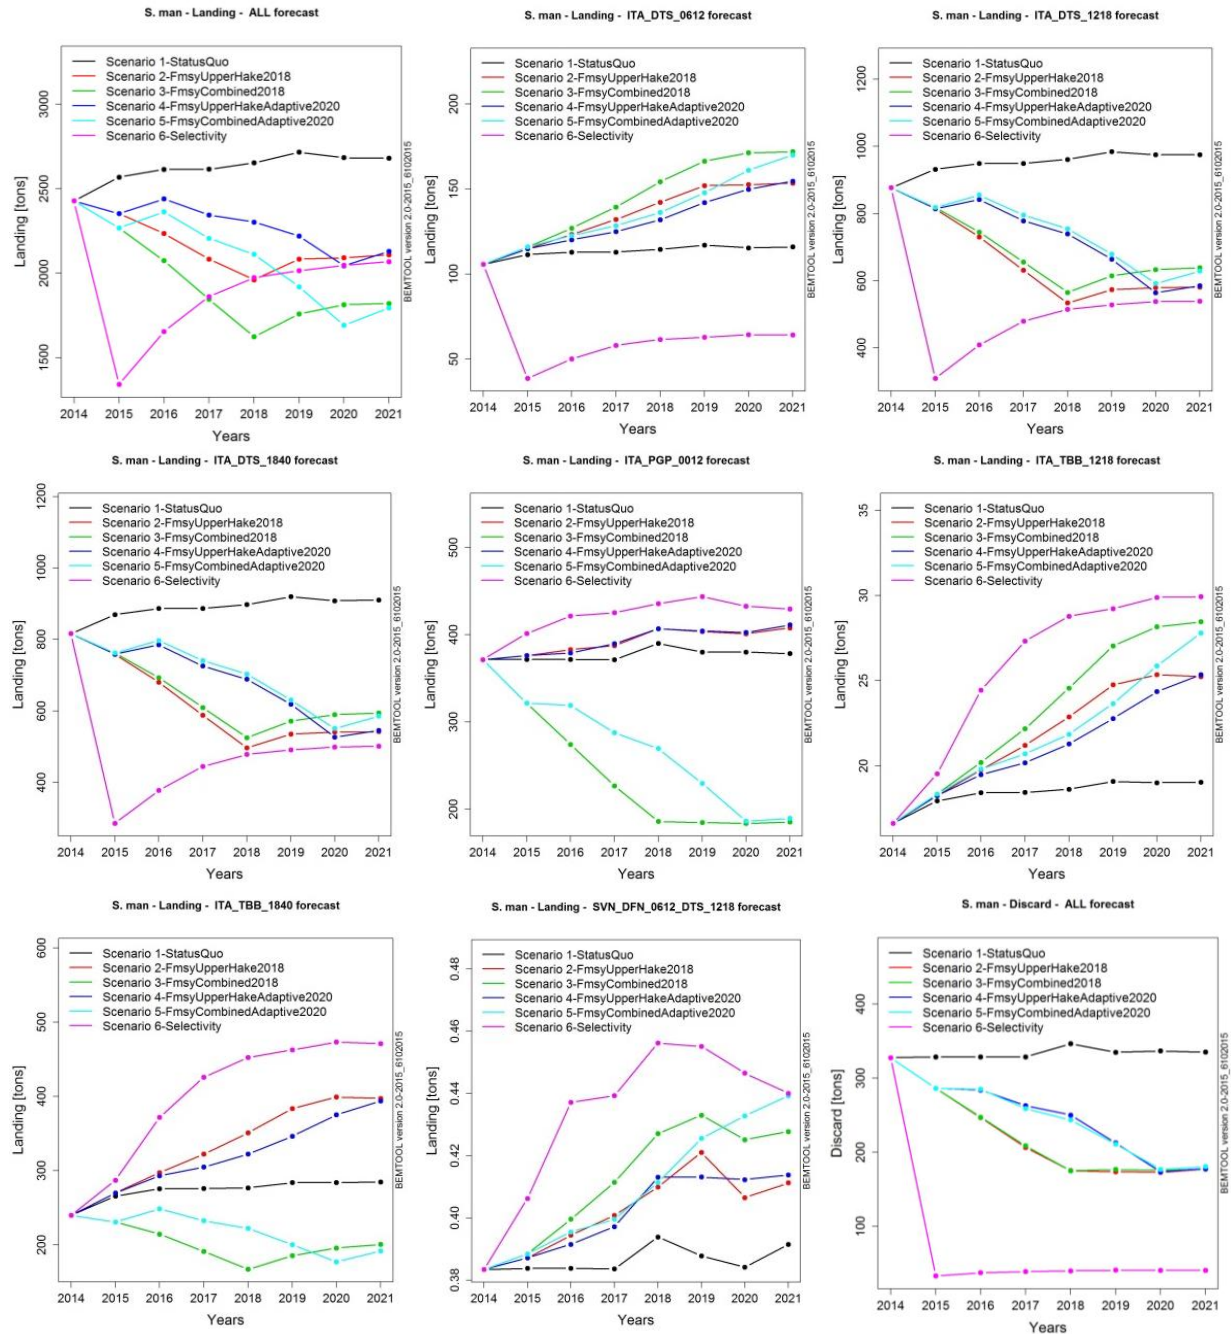 S. man - Landing - ALL forecast
Scenario 1-StatusQuo
Scenario 2-FmsyUpperHake2018
Scenario 3-FmsyCombined2018
Scenario 4-FmsyUpperHakeAdaptive2020
Scenario 5-FmsyCombinedAdaptive2020
Scenario 6-Selectivity
Landing [tons]
3000
2500
2000
1500
2014 2015 2016 2017 2018 2019 2020 2021
Years
BEMTOOL version 2.0-2015_6102015
S. man - Landing - ITA_DTS_0612 forecast
Scenario 1-StatusQuo
Scenario 2-FmsyUpperHake2018
Scenario 3-FmsyCombined2018
Scenario 4-FmsyUpperHakeAdaptive2020
Scenario 5-FmsyCombinedAdaptive2020
Scenario 6-Selectivity
Landing [tons]
200
150
100
50
2014 2015 2016 2017 2018 2019 2020 2021
Years
BEMTOOL version 2.0-2015_6102015
S. man - Landing - ITA_DTS_1218 forecast
Scenario 1-StatusQuo
Scenario 2-FmsyUpperHake2018
Scenario 3-FmsyCombined2018
Scenario 4-FmsyUpperHakeAdaptive2020
Scenario 5-FmsyCombinedAdaptive2020
Scenario 6-Selectivity
Landing [tons]
1200
1000
800
600
400
2014 2015 2016 2017 2018 2019 2020 2021
Years
BEMTOOL version 2.0-2015_6102015
S. man - Landing - ITA_DTS_1840 forecast
Scenario 1-StatusQuo
Scenario 2-FmsyUpperHake2018
Scenario 3-FmsyCombined2018
Scenario 4-FmsyUpperHakeAdaptive2020
Scenario 5-FmsyCombinedAdaptive2020
Scenario 6-Selectivity
Landing [tons]
1200
1000
800
600
400
2014 2015 2016 2017 2018 2019 2020 2021
Years
BEMTOOL version 2.0-2015_6102015
S. man - Landing - ITA_PGP_0012 forecast
Scenario 1-StatusQuo
Scenario 2-FmsyUpperHake2018
Scenario 3-FmsyCombined2018
Scenario 4-FmsyUpperHakeAdaptive2020
Scenario 5-FmsyCombinedAdaptive2020
Scenario 6-Selectivity
Landing [tons]
500
400
300
200
2014 2015 2016 2017 2018 2019 2020 2021
Years
BEMTOOL version 2.0-2015_6102015
S. man - Landing - ITA_TBB_1218 forecast
Scenario 1-StatusQuo
Scenario 2-FmsyUpperHake2018
Scenario 3-FmsyCombined2018
Scenario 4-FmsyUpperHakeAdaptive2020
Scenario 5-FmsyCombinedAdaptive2020
Scenario 6-Selectivity
Landing [tons]
35
30
25
20
2014 2015 2016 2017 2018 2019 2020 2021
Years
BEMTOOL version 2.0-2015_6102015
S. man - Landing - ITA_TBB_1840 forecast
Scenario 1-StatusQuo
Scenario 2-FmsyUpperHake2018
Scenario 3-FmsyCombined2018
Scenario 4-FmsyUpperHakeAdaptive2020
Scenario 5-FmsyCombinedAdaptive2020
Scenario 6-Selectivity
Landing [tons]
600
500
400
300
200
2014 2015 2016 2017 2018 2019 2020 2021
Years
BEMTOOL version 2.0-2015_6102015
S. man - Landing - SVN_DFN_0612_DTS_1218 forecast
Scenario 1-StatusQuo
Scenario 2-FmsyUpperHake2018
Scenario 3-FmsyCombined2018
Scenario 4-FmsyUpperHakeAdaptive2020
Scenario 5-FmsyCombinedAdaptive2020
Scenario 6-Selectivity
Landing [tons]
0.48
0.46
0.44
0.42
0.40
0.38
2014 2015 2016 2017 2018 2019 2020 2021
Years
BEMTOOL version 2.0-2015_6102015
S. man - Discard - ALL forecast
Scenario 1-StatusQuo
Scenario 2-FmsyUpperHake2018
Scenario 3-FmsyCombined2018
Scenario 4-FmsyUpperHakeAdaptive2020
Scenario 5-FmsyCombinedAdaptive2020
Scenario 6-Selectivity
Discard [tons]
400
300
200
100
2014 2015 2016 2017 2018 2019 2020 2021
Years
BEMTOOL version 2.0-2015_6102015